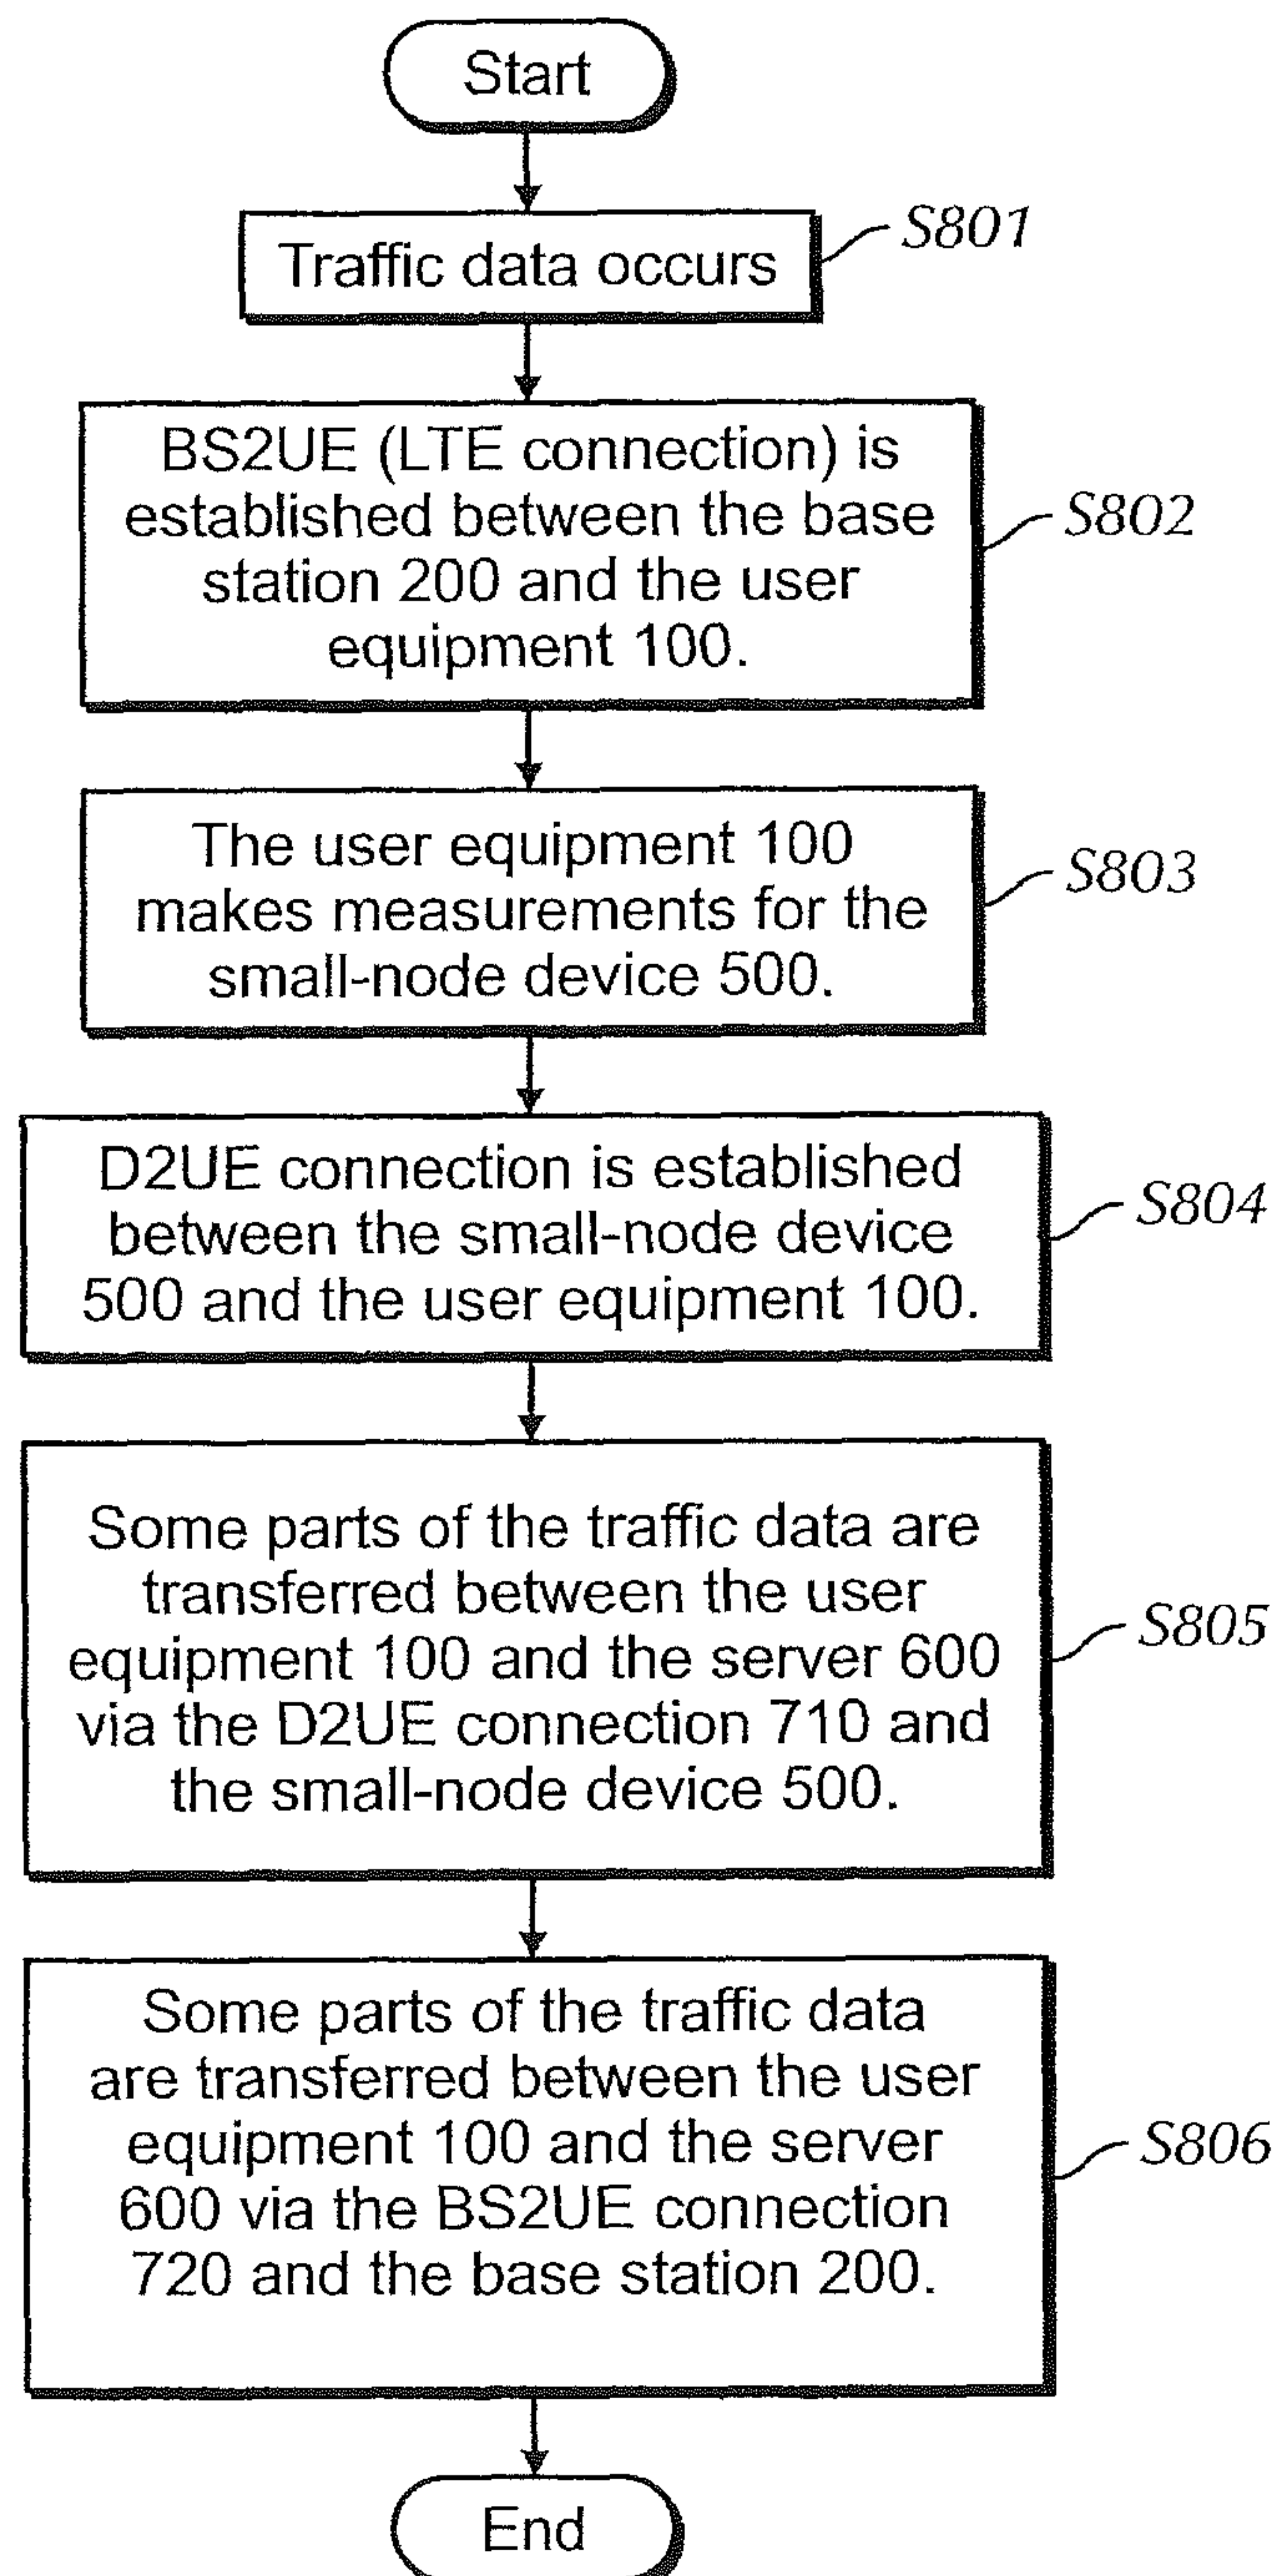 Start
Traffic data occurs
S801
BS2UE (LTE connection) is
established between the base
station 200 and the user
equipment 100.
S802
The user equipment 100
makes measurements for the
small-node device 500.
S803
D2UE connection is established
between the small-node device
500 and the user equipment 100.
S804
Some parts of the traffic data are
transferred between the user
equipment 100 and the server 600
via the D2UE connection 710 and
the small-node device 500.
S805
Some parts of the traffic data
are transferred between the user
equipment 100 and the server
600 via the BS2UE connection
720 and the base station 200.
S806
End